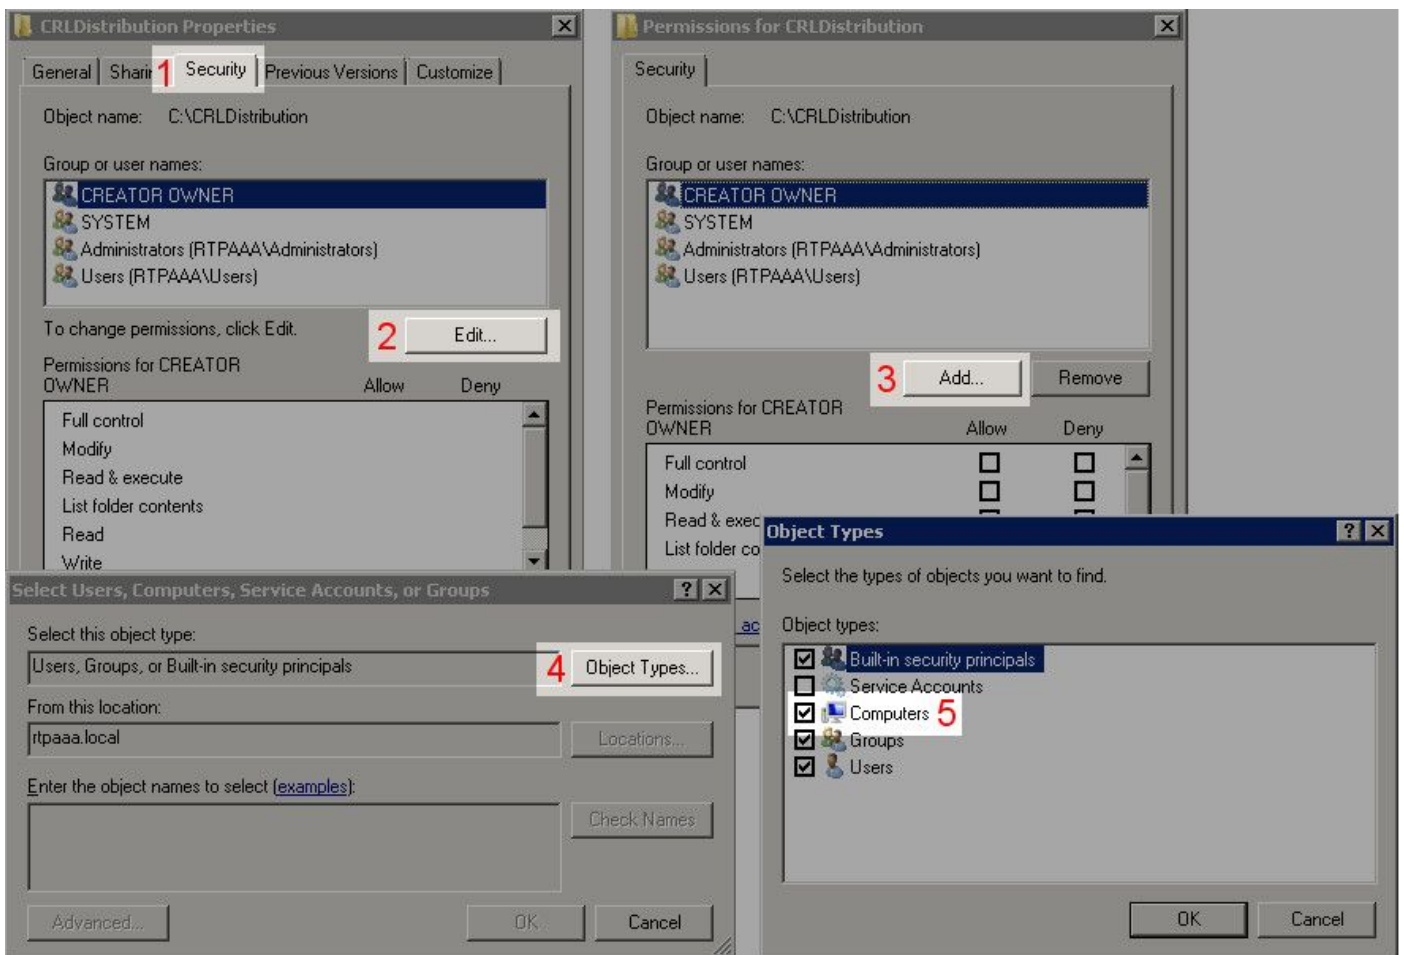 CRLDistribution Properties
General
1
Security
Previous Versions
Customize
Object name: C:\CRLDistribution
Group or user names:
CREATOR OWNER
SYSTEM
Administrators (RTPAAA\Administrators)
Users (RTPAAA\Users)
To change permissions, click Edit.
2
Edit...
Permissions for CREATOR
OWNER
Allow
Deny
Full control
Modify
Read & execute
List folder contents
Read
Write
Permissions for CRLDistribution
Security
Object name: C:\CRLDistribution
Group or user names:
CREATOR OWNER
SYSTEM
Administrators (RTPAAA\Administrators)
Users (RTPAAA\Users)
3
Add...
Remove
Permissions for CREATOR
OWNER
Allow
Deny
Full control
Modify
Read & exec
List folder co
ac
Select Users, Computers, Service Accounts, or Groups
Select this object type:
Users, Groups, or Built-in security principals
4
Object Types...
From this location:
rtpaaa.local
Locations...
Enter the object names to select (examples):
Check Names
Advanced...
OK
Cancel
Object Types
Select the types of objects you want to find.
Object types:
Built-in security principals
Service Accounts
Computers 5
Groups
Users
OK
Cancel